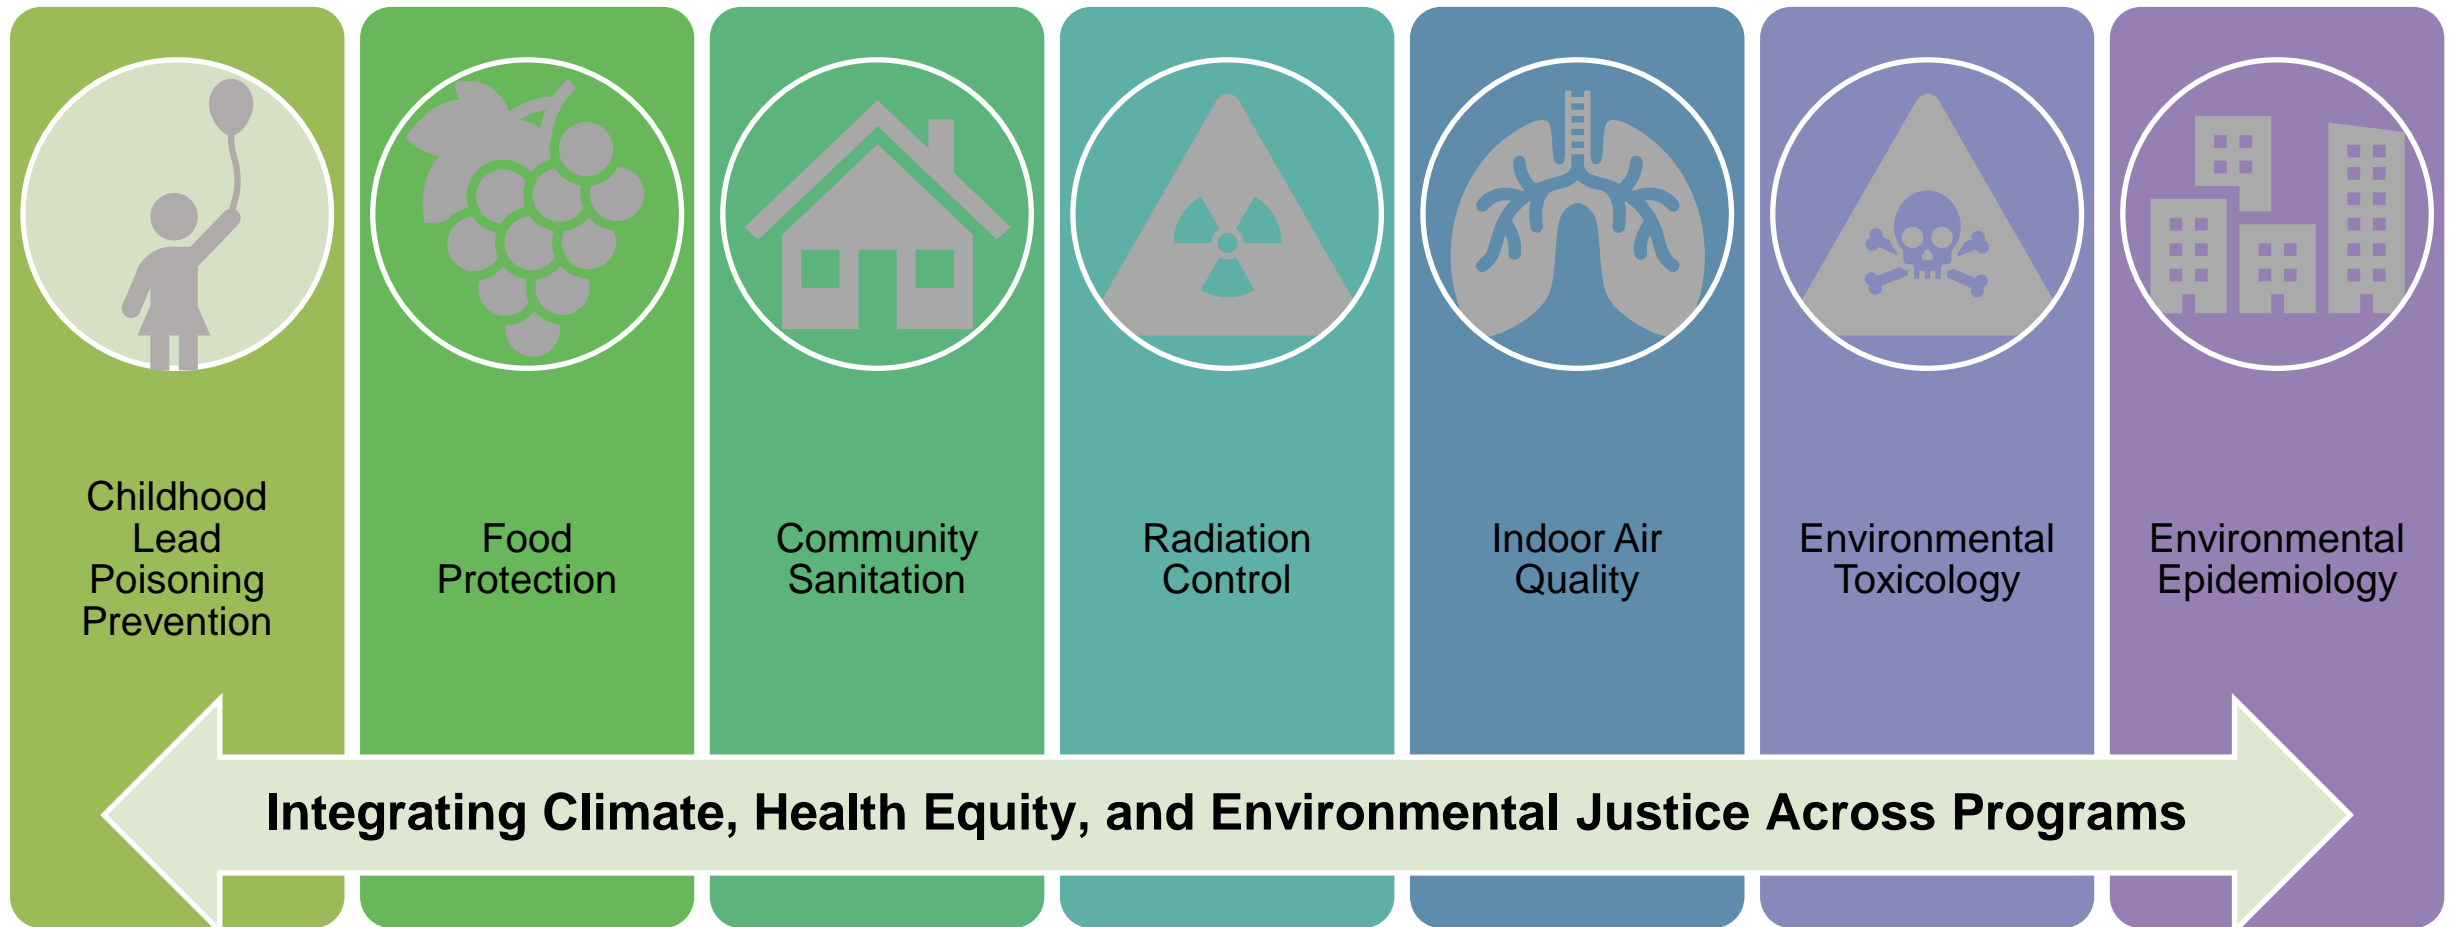 Childhood
Lead
Poisoning
Prevention
Food
Protection
Community
Sanitation
Radiation
Control
Indoor Air
Quality
Environmental
Toxicology
Environmental
Epidemiology
Integrating Climate, Health Equity, and Environmental Justice Across Programs